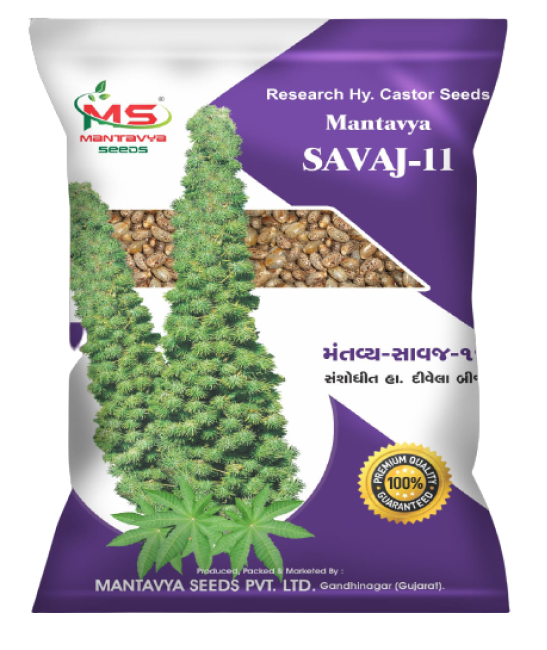 MS®
MANTAVYA
SEEDS
Research Hy. Castor Seeds
Mantavya
SAVAJ-11
મંતવ્ય-સાવજ-૧
સંશોધીત હા. દીવેલા
PREMIUM QUALITY
100%
GUARANTEED
Produced, Packed & Marketed By :
MANTAVYA SEEDS PVT. LTD. Gandhinagar (Gujarat).